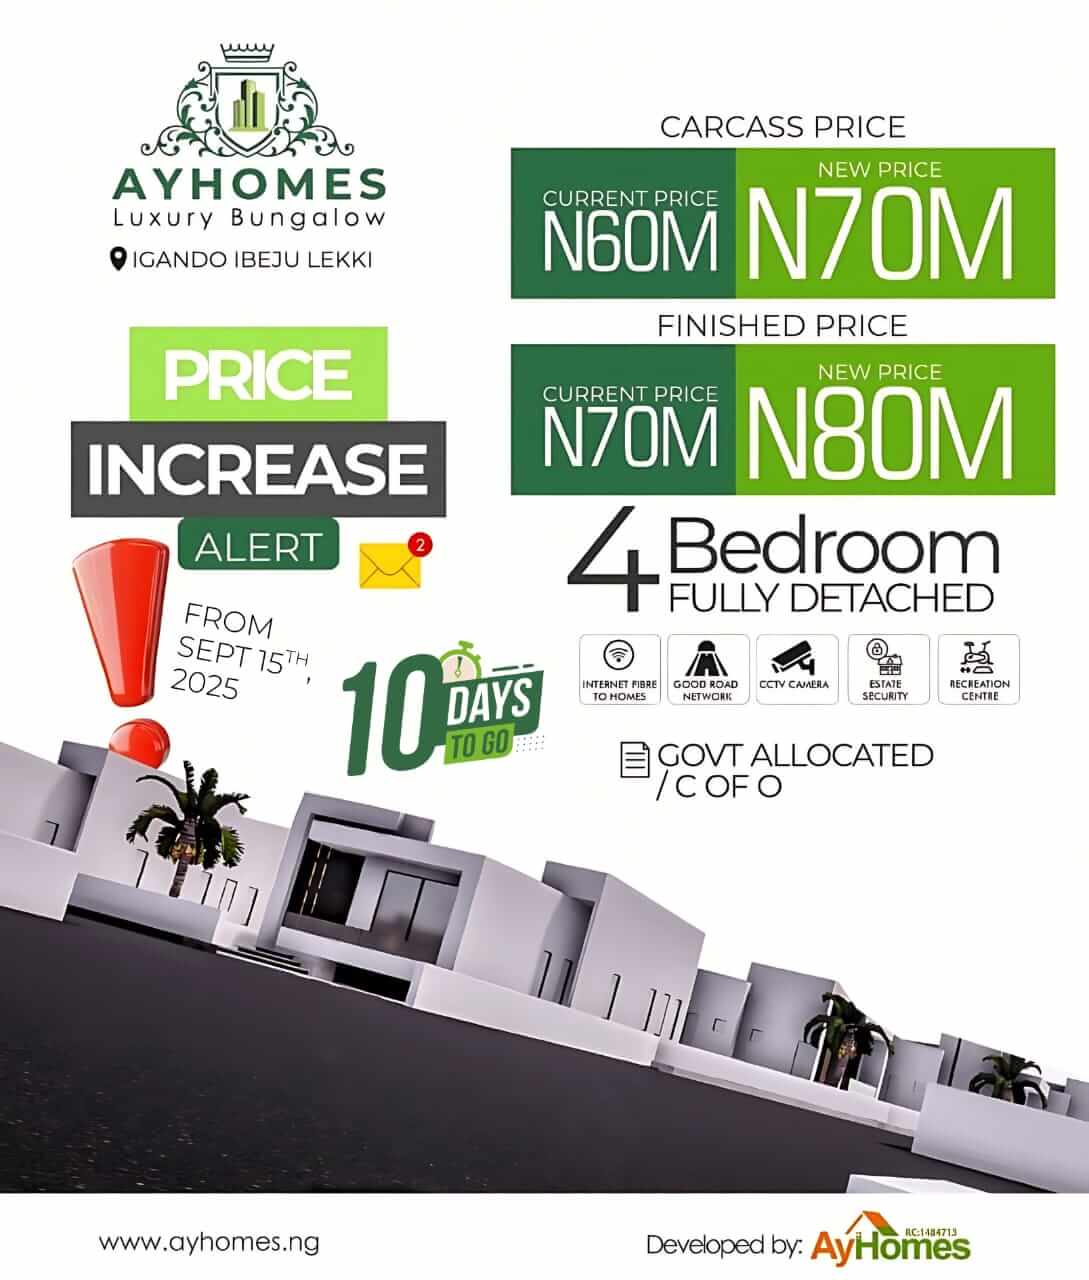 AYHOMES
Luxury Bungalow
IGANDO IBEJU LEKKI
PRICE
INCREASE
ALERT
2
FROM
SEPT 15TH,
2025
10 DAYS
TO GO
CARCASS PRICE
CURRENT PRICE
N60M
NEW PRICE
N70M
FINISHED PRICE
CURRENT PRICE
N70M
NEW PRICE
N80M
4 Bedroom
FULLY DETACHED
INTERNET FIBRE
TO HOMES
GOOD ROAD
NETWORK
CCTV CAMERA
ESTATE
SECURITY
RECREATION
CENTRE
GOVT ALLOCATED
/ C OF O
www.ayhomes.ng
Developed by:
RC:1484713
AyHomes